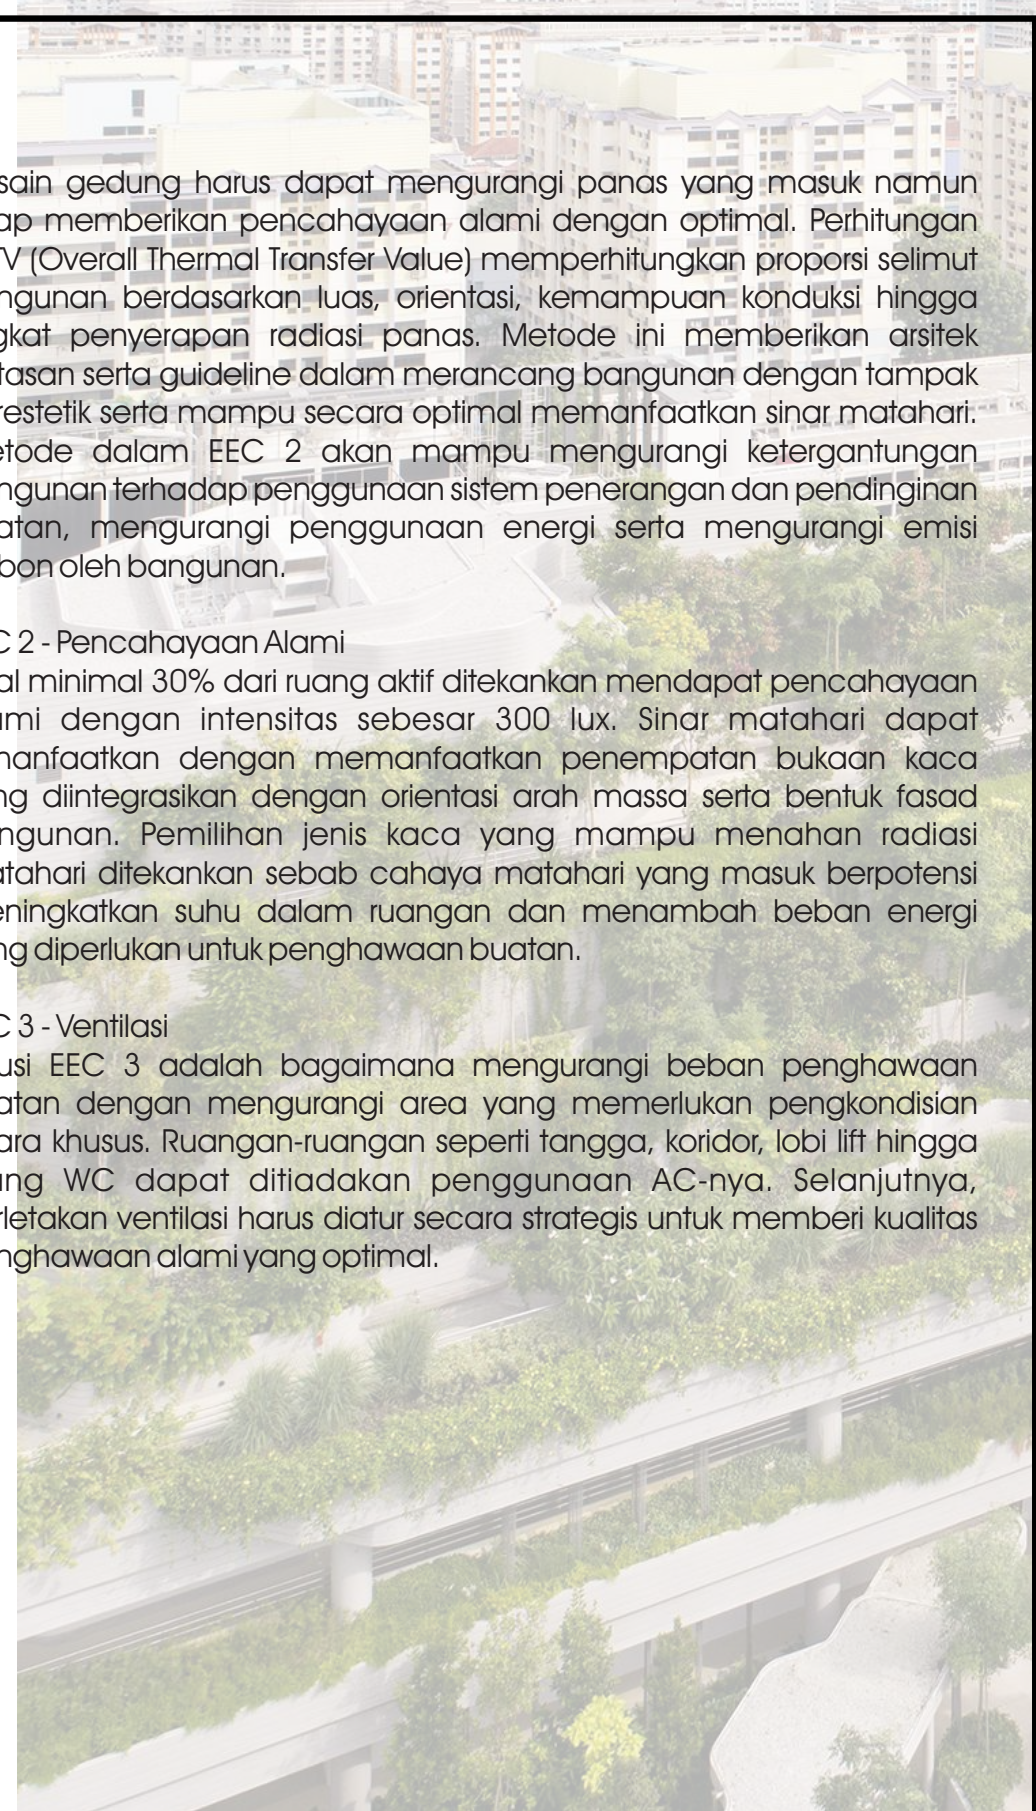 sain gedung harus dapat mengurangi panas yang masuk namun
ap memberikan pencahayaan alami dengan optimal. Perhitungan
TV (Overall Thermal Transfer Value) memperhitungkan proporsi selimut
ngunan berdasarkan luas, orientasi, kemampuan konduksi hingga
gkat penyerapan radiasi panas. Metode ini memberikan arsitek
tasan serta guideline dalam merancang bangunan dengan tampak
restetik serta mampu secara optimal memanfaatkan sinar matahari.
etode dalam EEC 2 akan mampu mengurangi ketergantungan
ngunan terhadap penggunaan sistem penerangan dan pendinginan
atan, mengurangi penggunaan energi serta mengurangi emisi
bon oleh bangunan.
C 2 - Pencahayaan Alami
al minimal 30% dari ruang aktif ditekankan mendapat pencahayaan
mi dengan intensitas sebesar 300 lux. Sinar matahari dapat
manfaatkan dengan memanfaatkan penempatan bukaan kaca
ng diintegrasikan dengan orientasi arah massa serta bentuk fasad
ngunan. Pemilihan jenis kaca yang mampu menahan radiasi
atahari ditekankan sebab cahaya matahari yang masuk berpotensi
eningkatkan suhu dalam ruangan dan menambah beban energi
ng diperlukan untuk penghawaan buatan.
C 3 - Ventilasi
usi EEC 3 adalah bagaimana mengurangi beban penghawaan
atan dengan mengurangi area yang memerlukan pengkondisian
ara khusus. Ruangan-ruangan seperti tangga, koridor, lobi lift hingga
ang WC dapat ditiadakan penggunaan AC-nya. Selanjutnya,
rletakan ventilasi harus diatur secara strategis untuk memberi kualitas
nghawaan alami yang optimal.